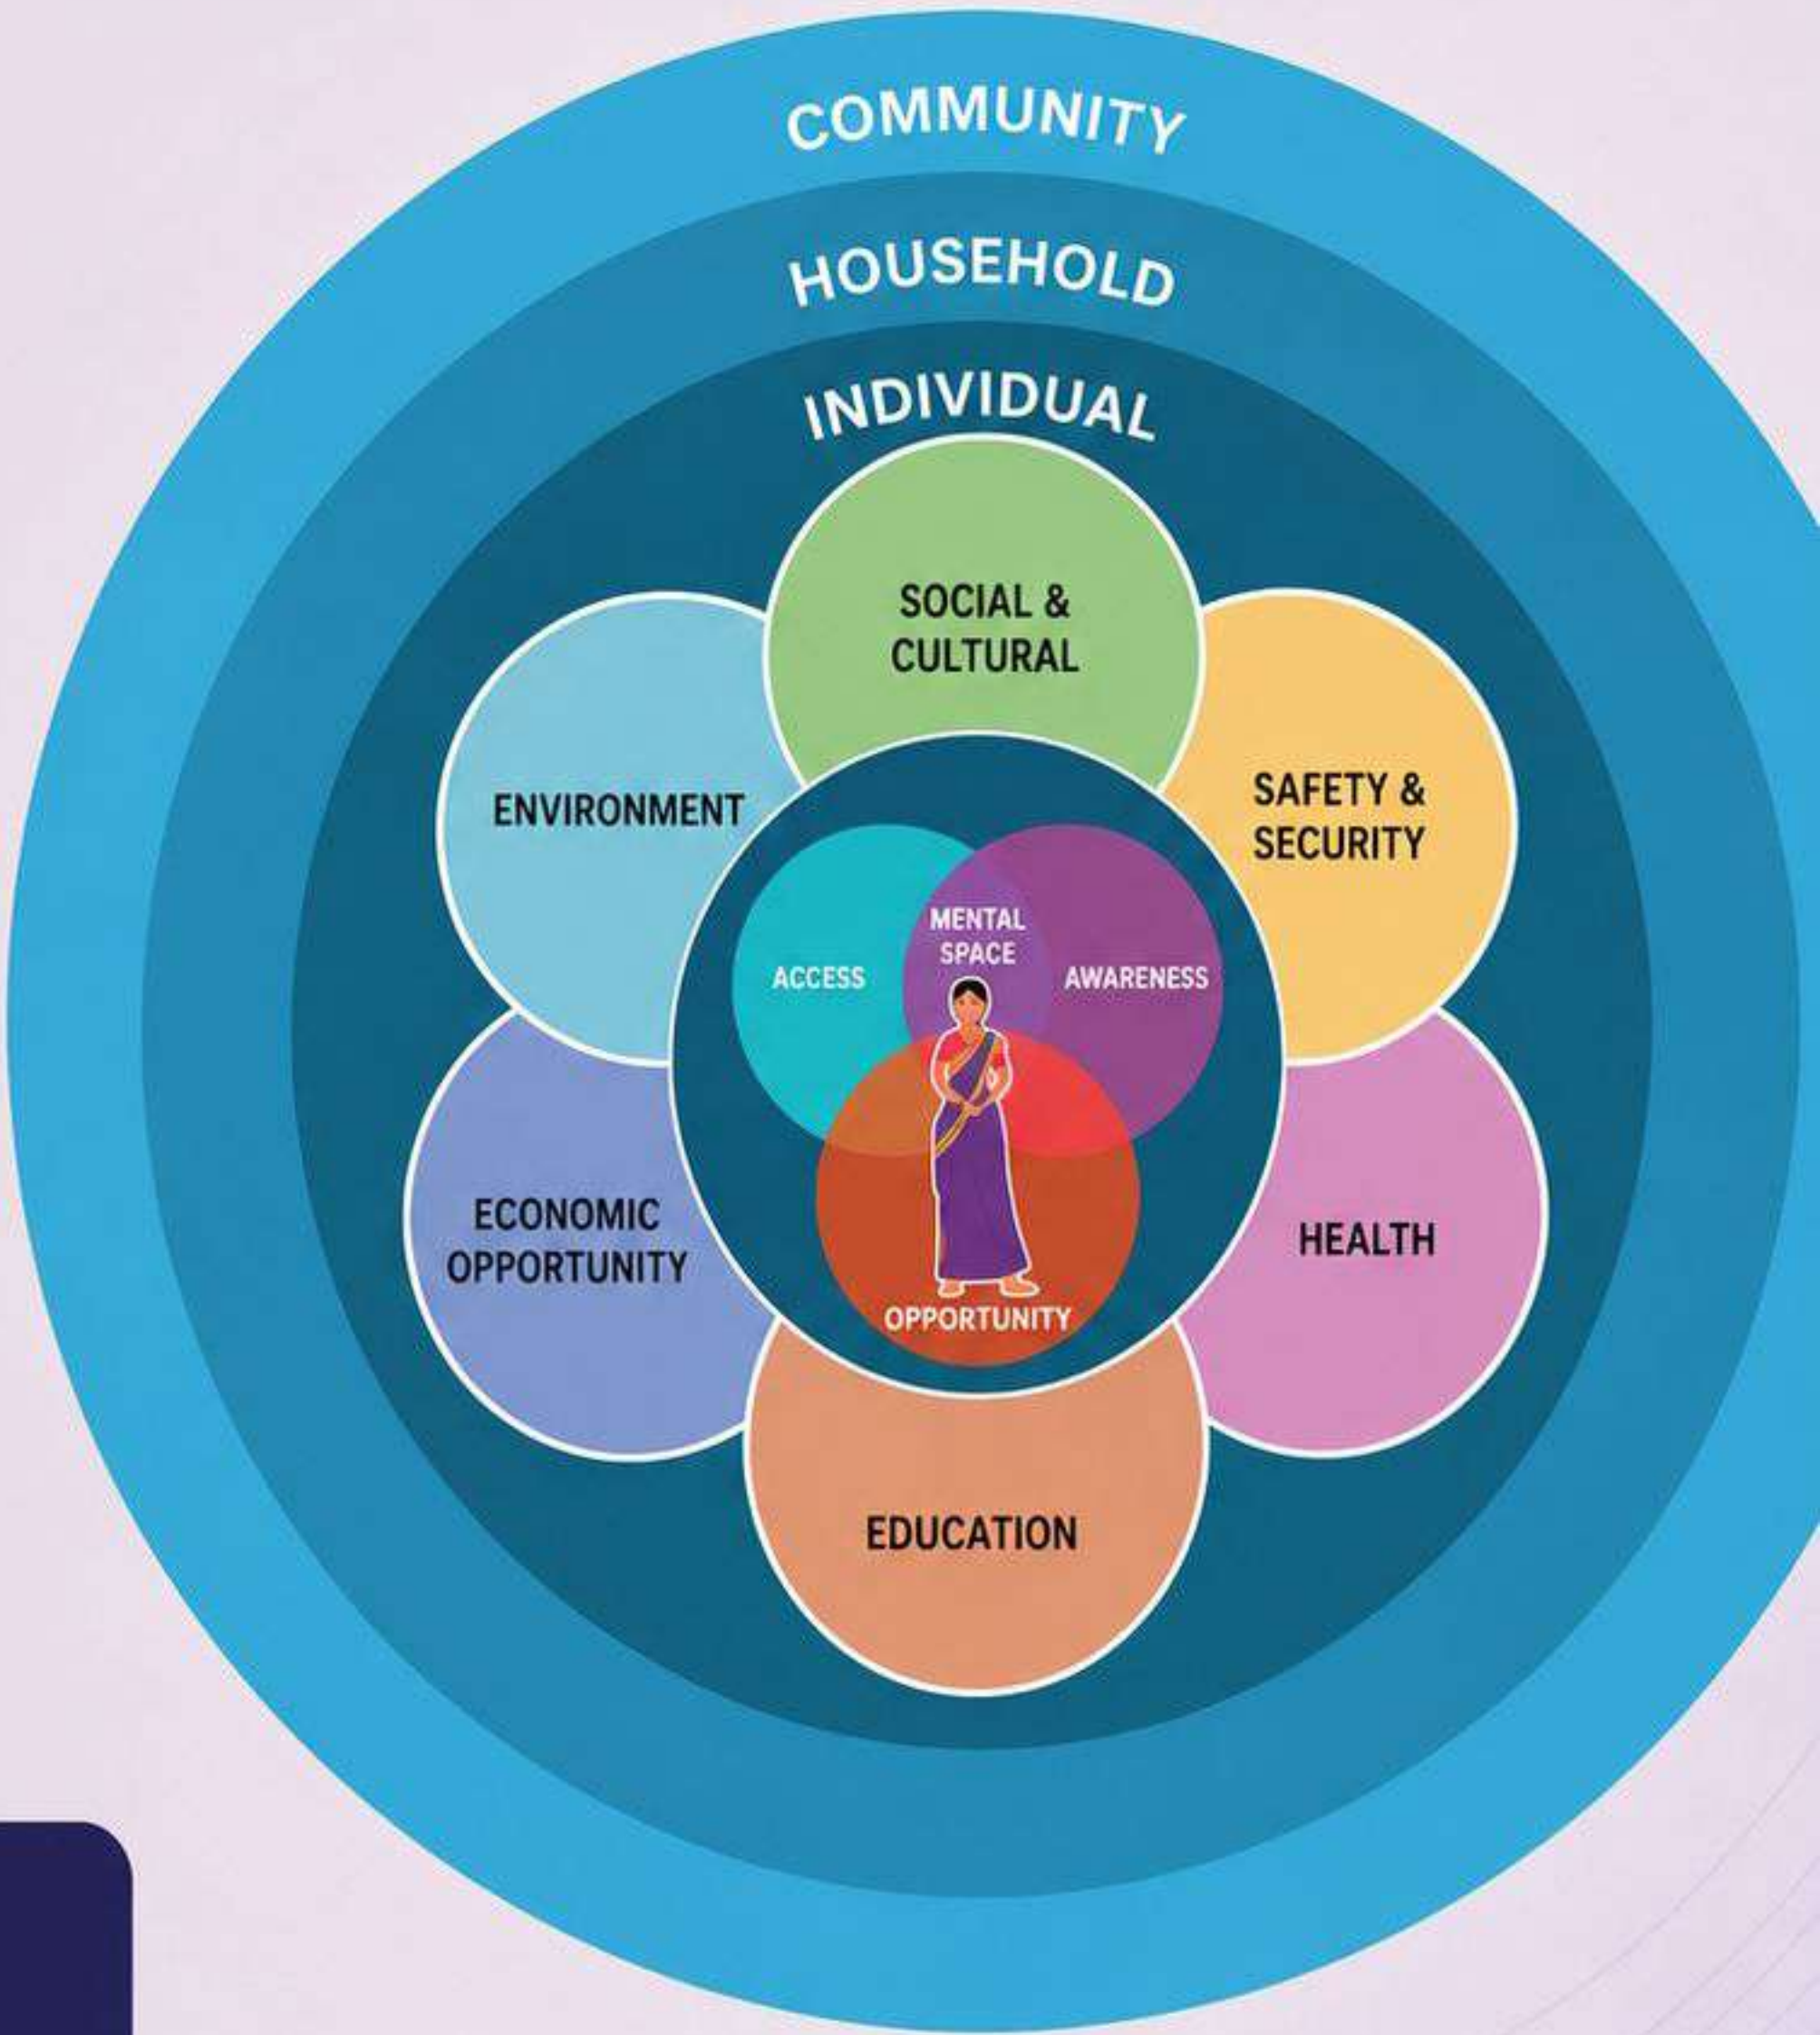 COMMUNITY
HOUSEHOLD
INDIVIDUAL
SOCIAL &
CULTURAL
SAFETY &
SECURITY
ENVIRONMENT
MENTAL
SPACE
ACCESS
AWARENESS
ECONOMIC
OPPORTUNITY
HEALTH
OPPORTUNITY
EDUCATION